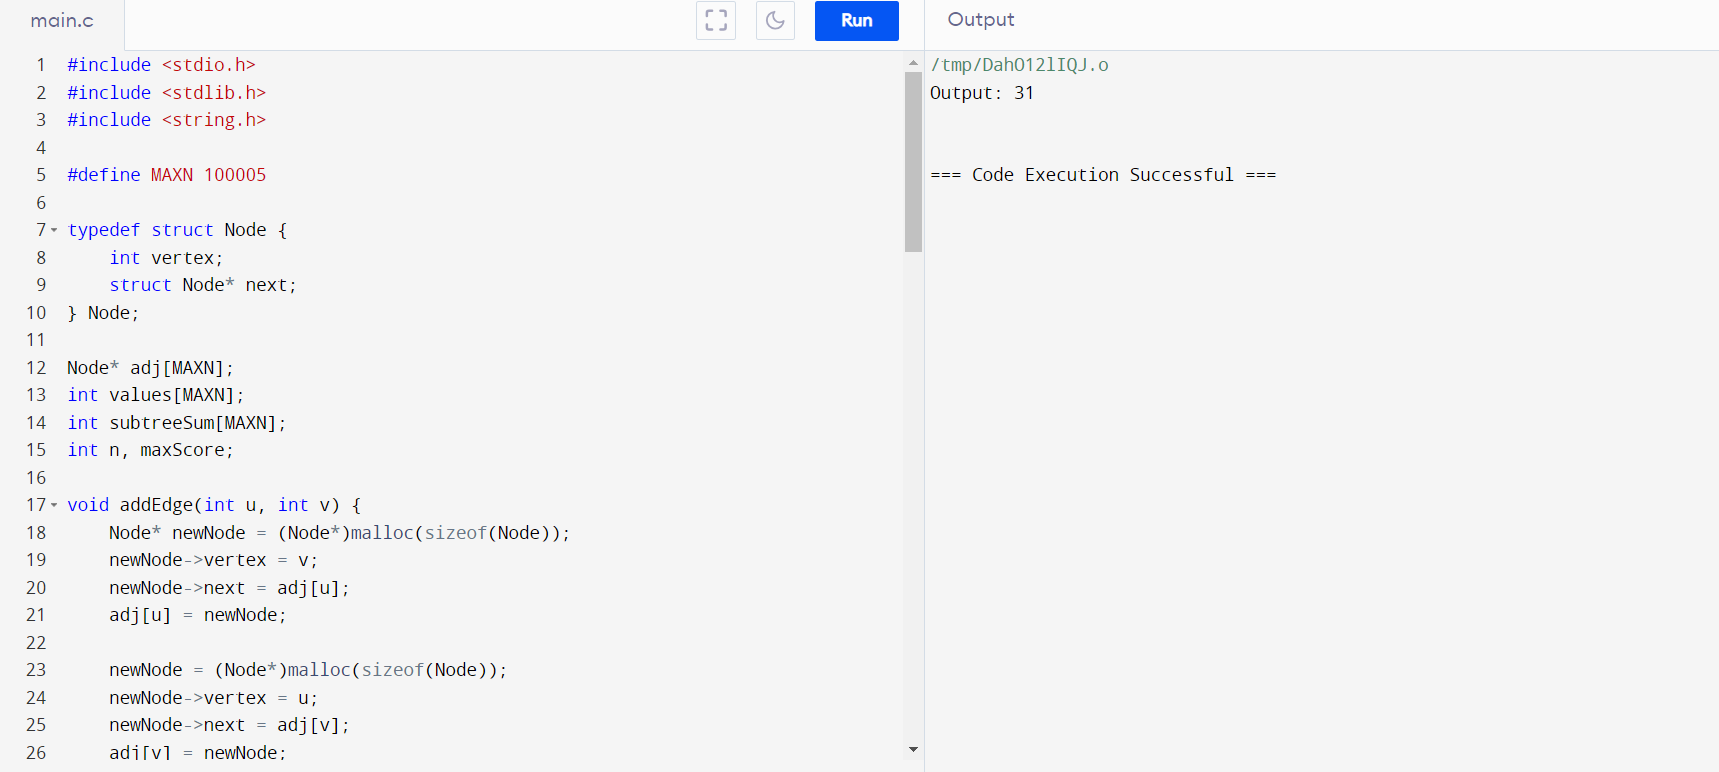 main.c
Run
Output
1 #include <stdio.h>
2 #include <stdlib.h>
3 #include <string.h>
4
5 #define MAXN 100005
6
7 typedef struct Node {
8     int vertex;
9     struct Node* next;
10 } Node;
11
12 Node* adj[MAXN];
13 int values[MAXN];
14 int subtreeSum[MAXN];
15 int n, maxScore;
16
17 void addEdge(int u, int v) {
18     Node* newNode = (Node*)malloc(sizeof(Node));
19     newNode->vertex = v;
20     newNode->next = adj[u];
21     adj[u] = newNode;
22
23     newNode = (Node*)malloc(sizeof(Node));
24     newNode->vertex = u;
25     newNode->next = adj[v];
26     adj[v] = newNode;
/tmp/DahO12lIQJ.o
Output: 31
=== Code Execution Successful ===